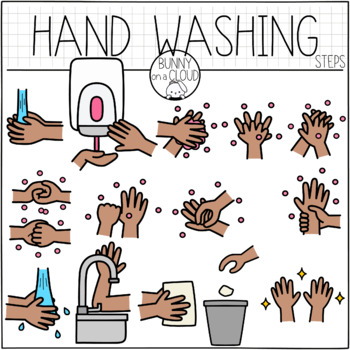 HAND WASHING
STEPS
BUNNY
on a
CLOUD